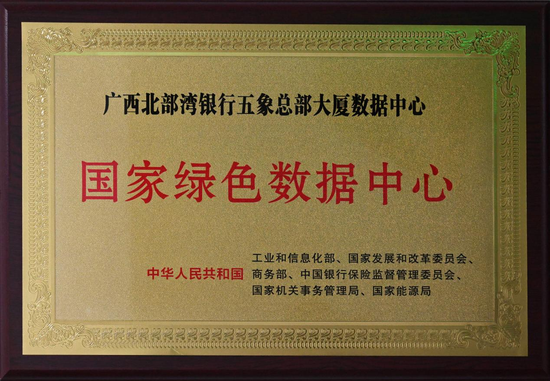 广西北部湾银行五象总部大厦数据中心
国家绿色数据中心
中华人民共和国
工业和信息化部、国家发展和改革委员会、
商务部、中国银行保险监督管理委员会、
国家机关事务管理局、国家能源局